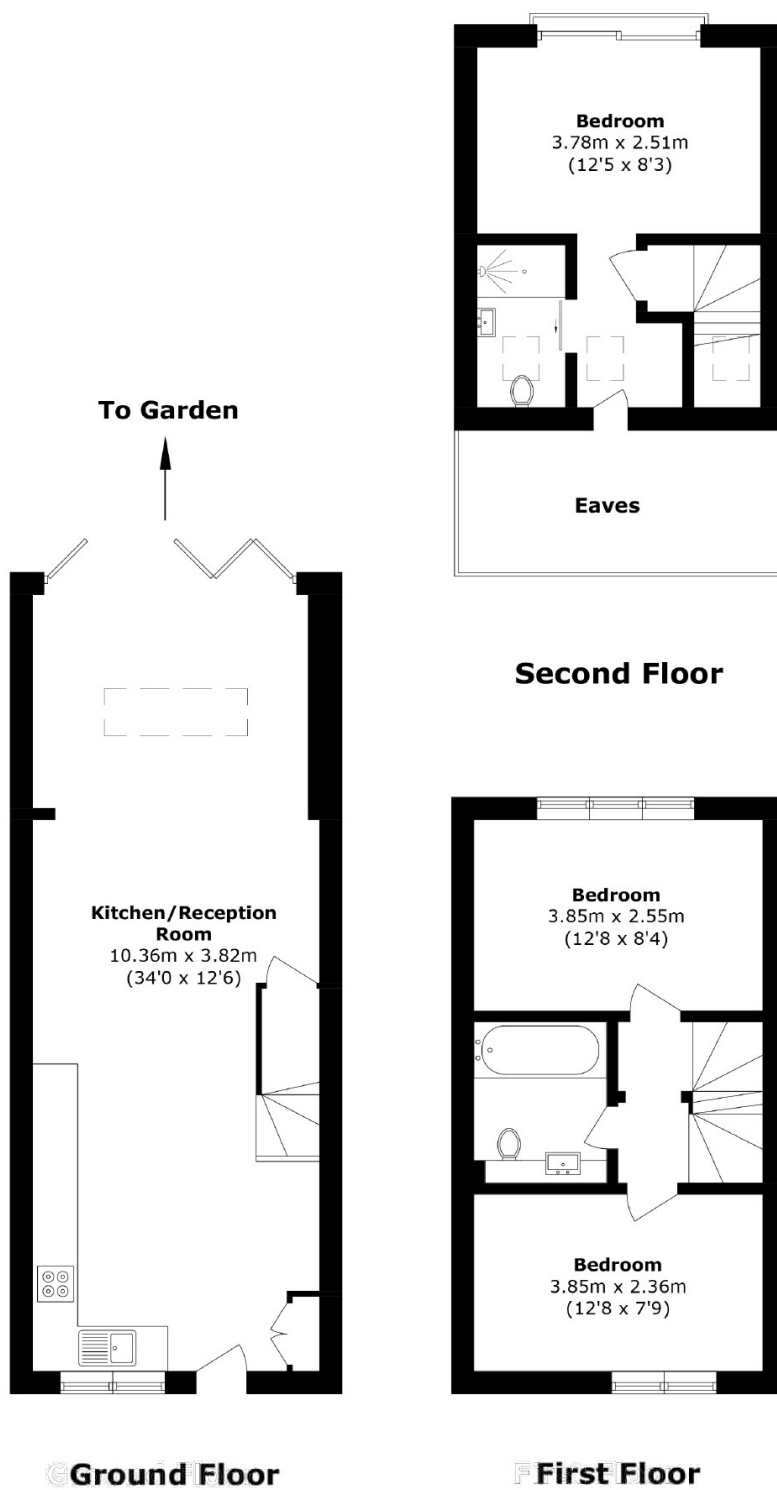 Bedroom
3.78m x 2.51m
(12'5 x 8'3)
To Garden
Eaves
Second Floor
Kitchen/Reception
Room
10.36m x 3.82m
(34'0 x 12'6)
Bedroom
3.85m x 2.55m
(12'8 x 8'4)
Bedroom
3.85m x 2.36m
(12'8 x 7'9)
Ground Floor
First Floor